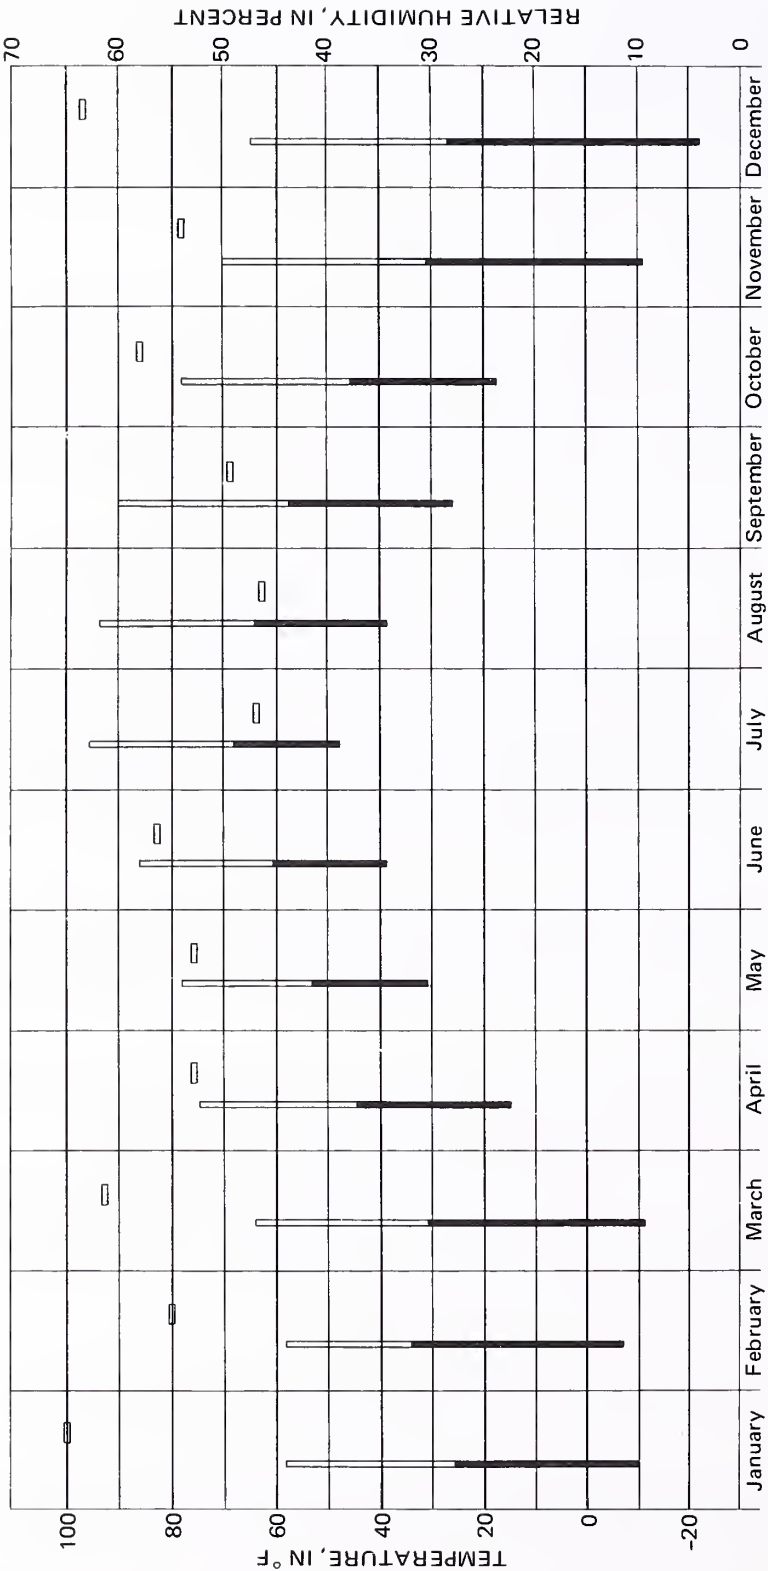 TEMPERATURE, IN °F
100
80
60
40
20
0
-20
January
February
March
April
May
June
July
August
September
October
November
December
70
60
50
40
30
20
10
0
RELATIVE HUMIDITY, IN PERCENT